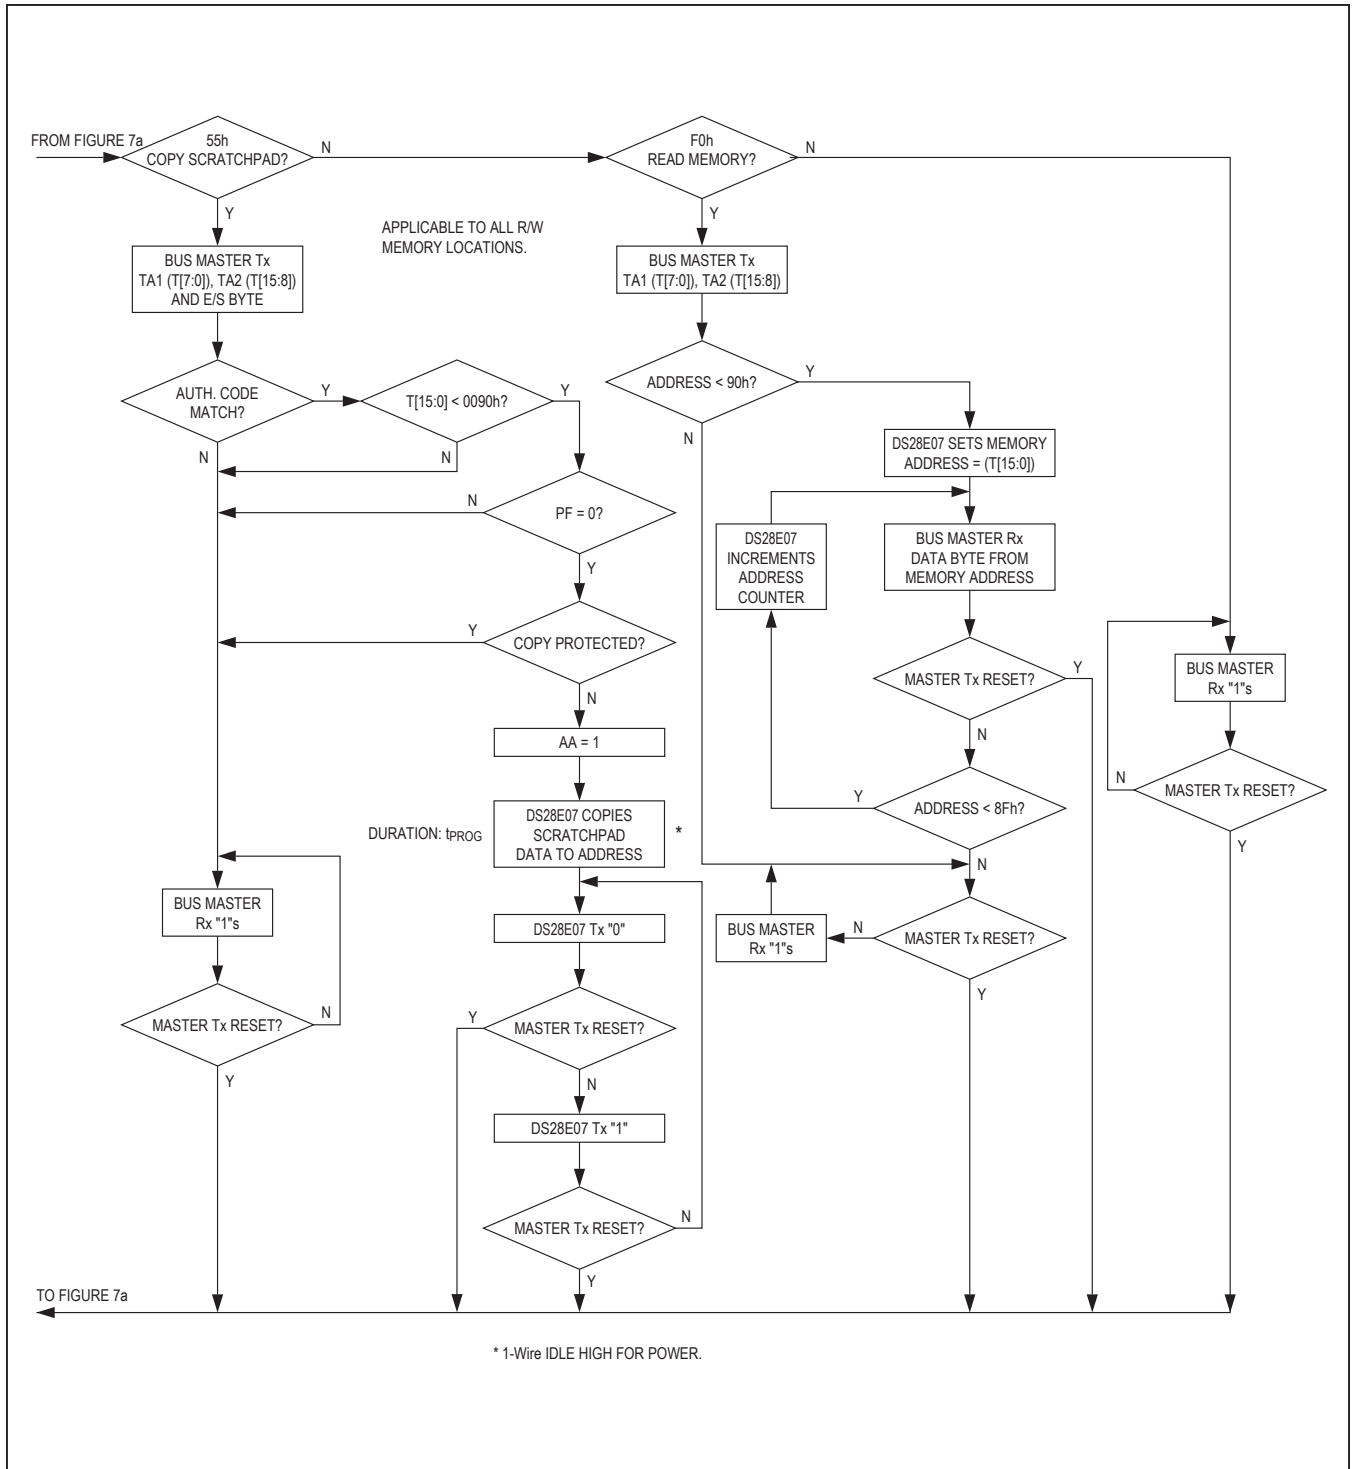 FROM FIGURE 7a
55h
COPY SCRATCHPAD?
N
F0h
READ MEMORY?
N
Y
APPLICABLE TO ALL R/W
MEMORY LOCATIONS.
Y
BUS MASTER Tx
TA1 (T[7:0]), TA2 (T[15:8])
AND E/S BYTE
BUS MASTER Tx
TA1 (T[7:0]), TA2 (T[15:8])
AUTH. CODE
MATCH?
Y
T[15:0] < 0090h?
Y
ADDRESS < 90h?
Y
N
N
N
DS28E07 SETS MEMORY
ADDRESS = (T[15:0])
N
PF = 0?
Y
DS28E07
INCREMENTS
ADDRESS
COUNTER
BUS MASTER Rx
DATA BYTE FROM
MEMORY ADDRESS
Y
COPY PROTECTED?
N
MASTER Tx RESET?
Y
N
BUS MASTER
Rx "1"s
AA = 1
N
MASTER Tx RESET?
Y
Y
ADDRESS < 8Fh?
N
DURATION: tPROG
DS28E07 COPIES
SCRATCHPAD
DATA TO ADDRESS
*
BUS MASTER
Rx "1"s
DS28E07 Tx "0"
BUS MASTER
Rx "1"s
N
MASTER Tx RESET?
Y
MASTER Tx RESET?
N
Y
Y
MASTER Tx RESET?
N
DS28E07 Tx "1"
MASTER Tx RESET?
N
Y
TO FIGURE 7a
* 1-Wire IDLE HIGH FOR POWER.